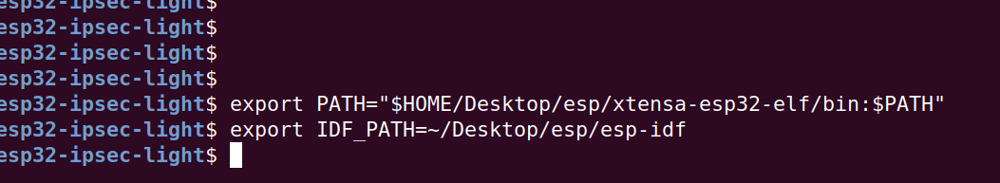 esp32-ipsec-light$
esp32-ipsec-light$
esp32-ipsec-light$
esp32-ipsec-light$
esp32-ipsec-light$ export PATH="$HOME/Desktop/esp/xtensa-esp32-elf/bin:$PATH"
esp32-ipsec-light$ export IDF_PATH=~/Desktop/esp/esp-idf
esp32-ipsec-light$